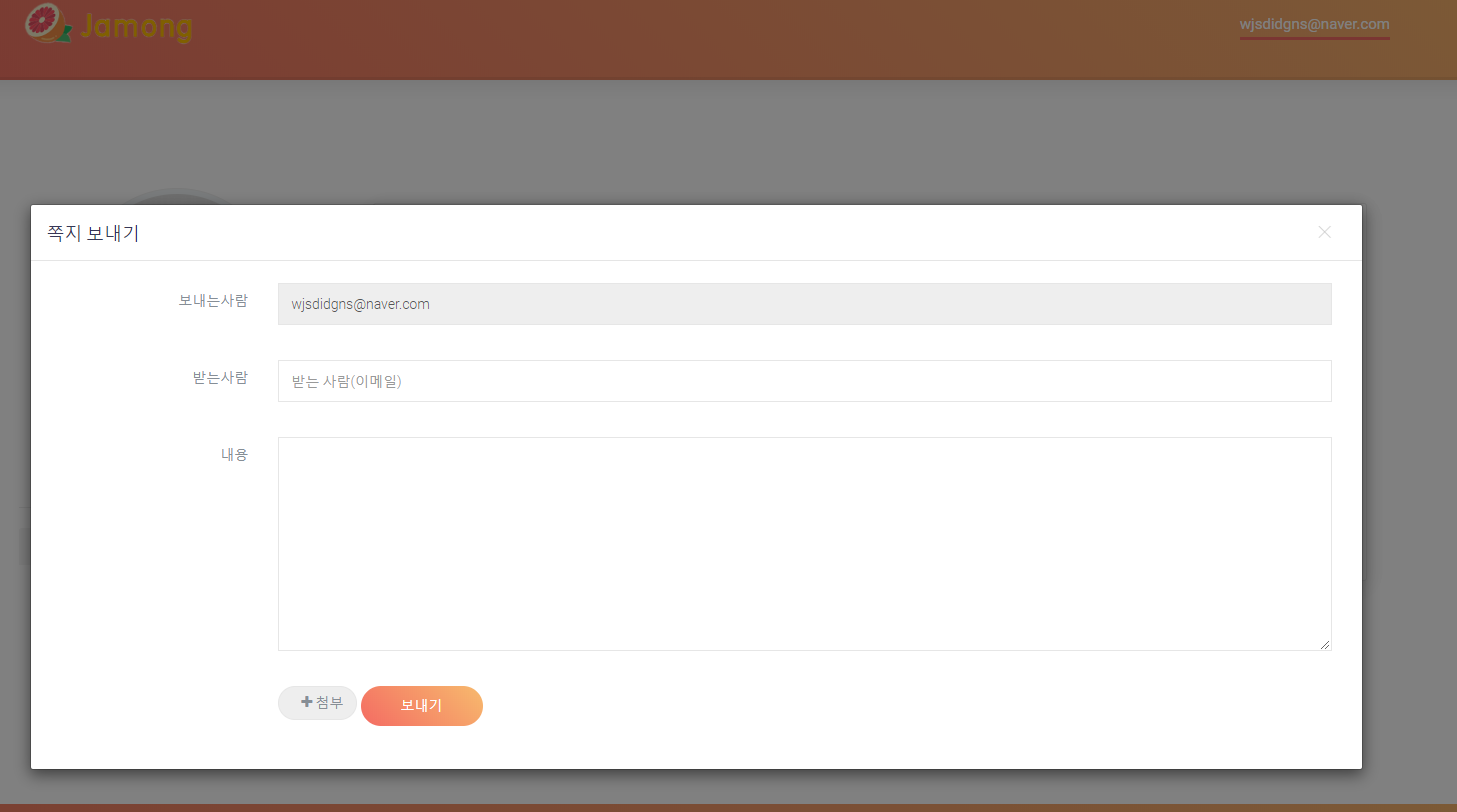 Jamong
wjsdidgns@naver.com
쪽지 보내기
보내는사람
wjsdidgns@naver.com
받는사람
받는 사람(이메일)
내용
첨부
보내기